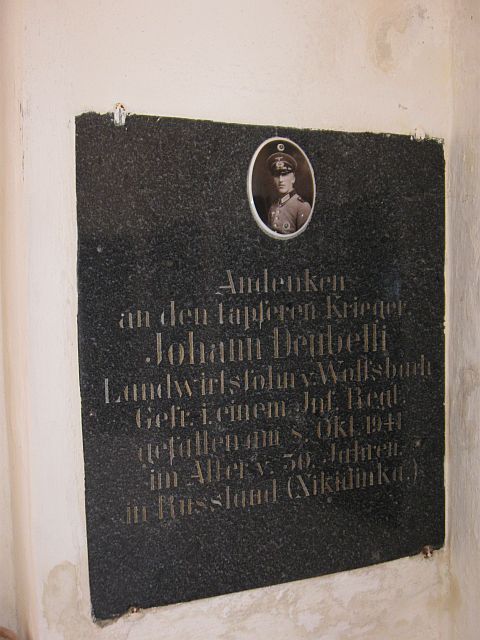 Andenken
an den tapferen Krieger
Johann Deubelli
Landwirtssohn v. Wolfsbach
Gefr. i. einem Inf. Regt.
gefallen am 8. Okt. 1941
im Alter v. 30. Jahren.
in Russland (Nikidinka.)